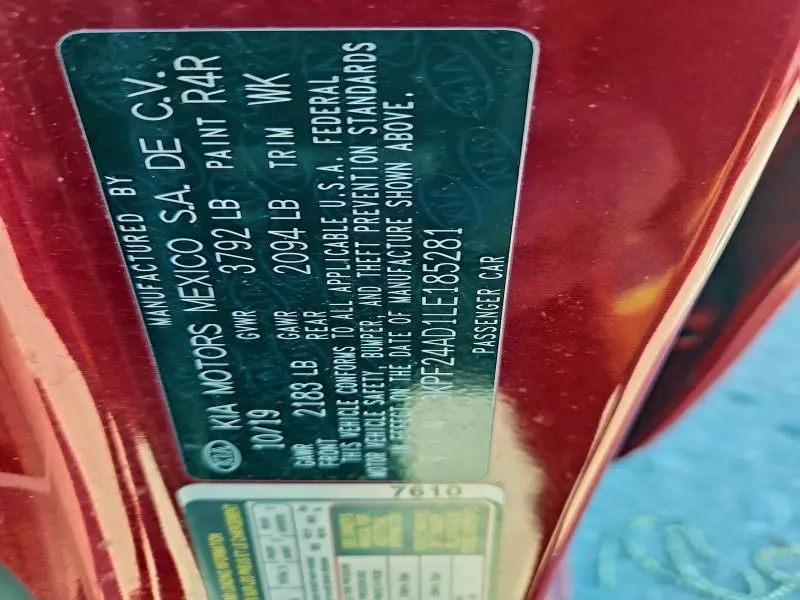 MANUFACTURED BY
KIA KIA MOTORS MEXICO S.A. DE C.V.
10/19 GVWR 3792 LB PAINT R4R
GAWR FRONT 2183 LB GAWR REAR 2094 LB TRIM WK
THIS VEHICLE CONFORMS TO ALL APPLICABLE U.S.A. FEDERAL
MOTOR VEHICLE SAFETY, BUMPER, AND THEFT PREVENTION STANDARDS
IN EFFECT ON THE DATE OF MANUFACTURE SHOWN ABOVE.
KPF24AD1LE185281
PASSENGER CAR
7610